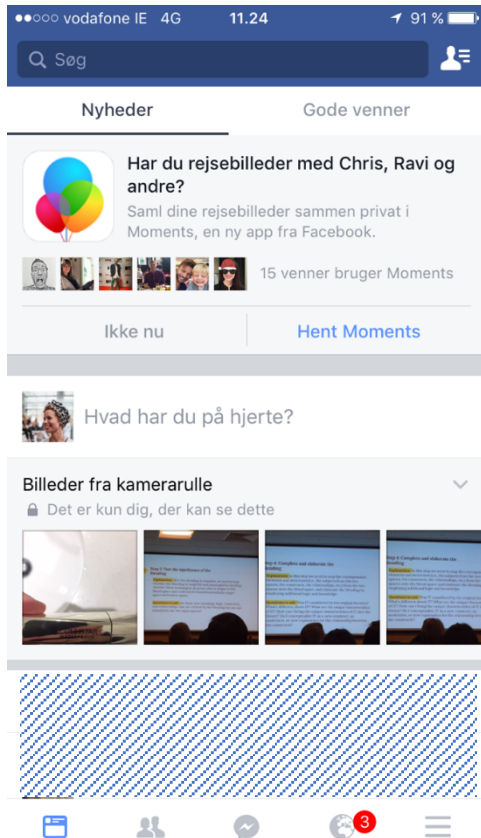 vodafone IE 4G 11.24 91 %
Søg
Nyheder Gode venner
Har du rejsebilleder med Chris, Ravi og
andre?
Saml dine rejsebilleder sammen privat i
Moments, en ny app fra Facebook.
15 venner bruger Moments
Ikke nu Hent Moments
Hvad har du på hjerte?
Billeder fra kamerarulle
Det er kun dig, der kan se dette
3